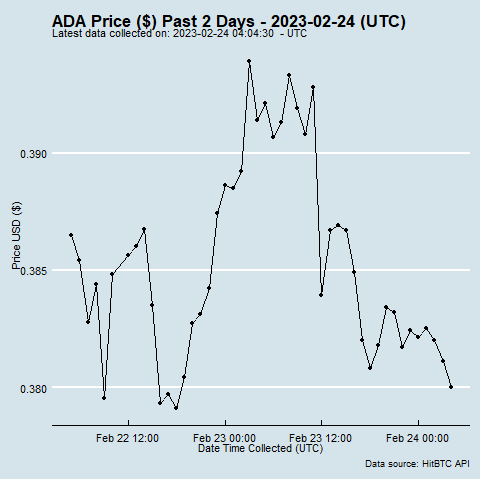 ADA Price ($) Past 2 Days - 2023-02-24 (UTC)
Latest data collected on: 2023-02-24 04:04:30 - UTC
0.390
0.385
0.380
Price USD ($)
Feb 22 12:00
Feb 23 00:00
Feb 23 12:00
Feb 24 00:00
Date Time Collected (UTC)
Data source: HitBTC API